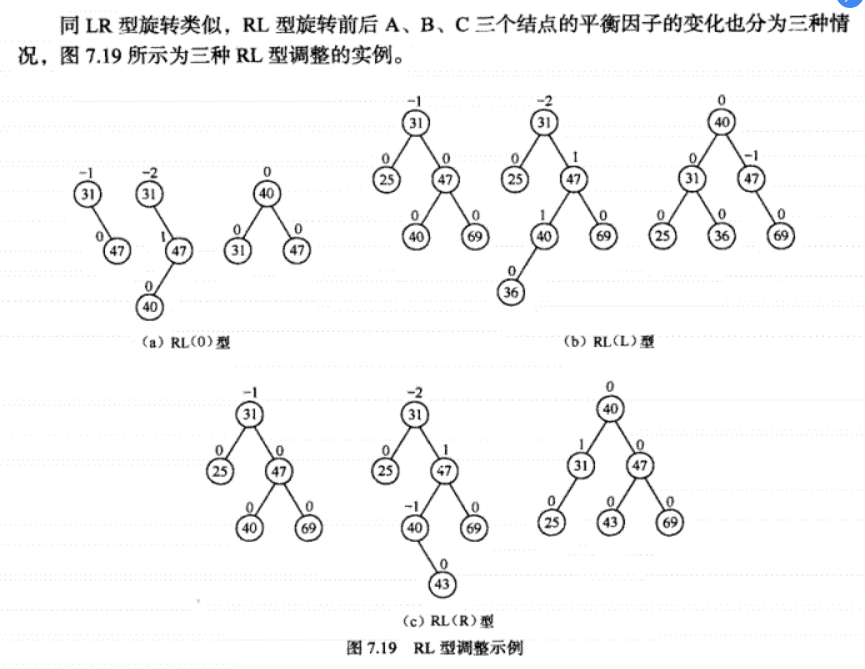 同 LR 型旋转类似，RL 型旋转前后 A、B、C 三个结点的平衡因子的变化也分为三种情
况，图 7.19 所示为三种 RL 型调整的实例。
-1 -2 0
31 31 40
0 1 0 0
47 47 31 47
0
40
(a) RL(0)型
-1 -2 0
31 31 40
0 0 0 1 0 -1
25 47 25 47 31 47
0 0 1 0 0 0 0
40 69 40 69 25 36 69
0
36
(b) RL(L)型
-1 -2 0
31 31 40
0 0 0 1 1 0
25 47 25 47 31 47
0 0 -1 0 0 0 0
40 69 40 69 25 43 69
0
43
(c) RL(R)型
图 7.19 RL 型调整示例